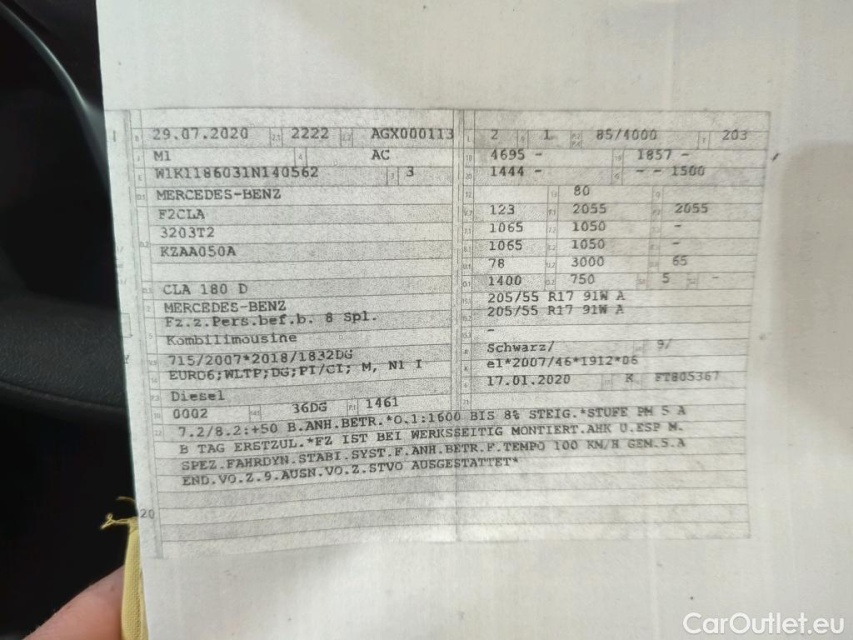 29.07.2020 2222 AGX000113 2 1 85/4000 203
M1 AC 4695 - 1857 -
W1K1186031N140562 3 1444 - - - 1500
MERCEDES-BENZ 80
F2CLA 123 2055 2055
3203T2 1065 1050 -
KZAA050A 1065 1050 -
78 3000 65
CLA 180 D 1400 750 5 -
MERCEDES-BENZ 205/55 R17 91W A
Fz.z.Pers.bef.b. 8 Spl. 205/55 R17 91W A
Kombilimousine -
715/2007*2018/1832DG Schwarz/ 9/
EURO6;WLTP;DG;PI/CI; M, N1 I e1*2007/46*1912*06
Diesel 17.01.2020 K FT805367
0002 36DG 1461
7.2/8.2:+50 B.ANH.BETR.*O.1:1600 BIS 8% STEIG.*STUFE PM 5 A
B TAG ERSTZUL.*FZ IST BEI WERKSSEITIG MONTIERT.AHK U.ESP M.
SPEZ.FAHRDYN.STABI.SYST.F.ANH.BETR.F.TEMPO 100 KM/H GEM.5.A
END.VO.Z.9.AUSN.VO.Z.STVO AUSGESTATTET*
20
CarOutlet.eu